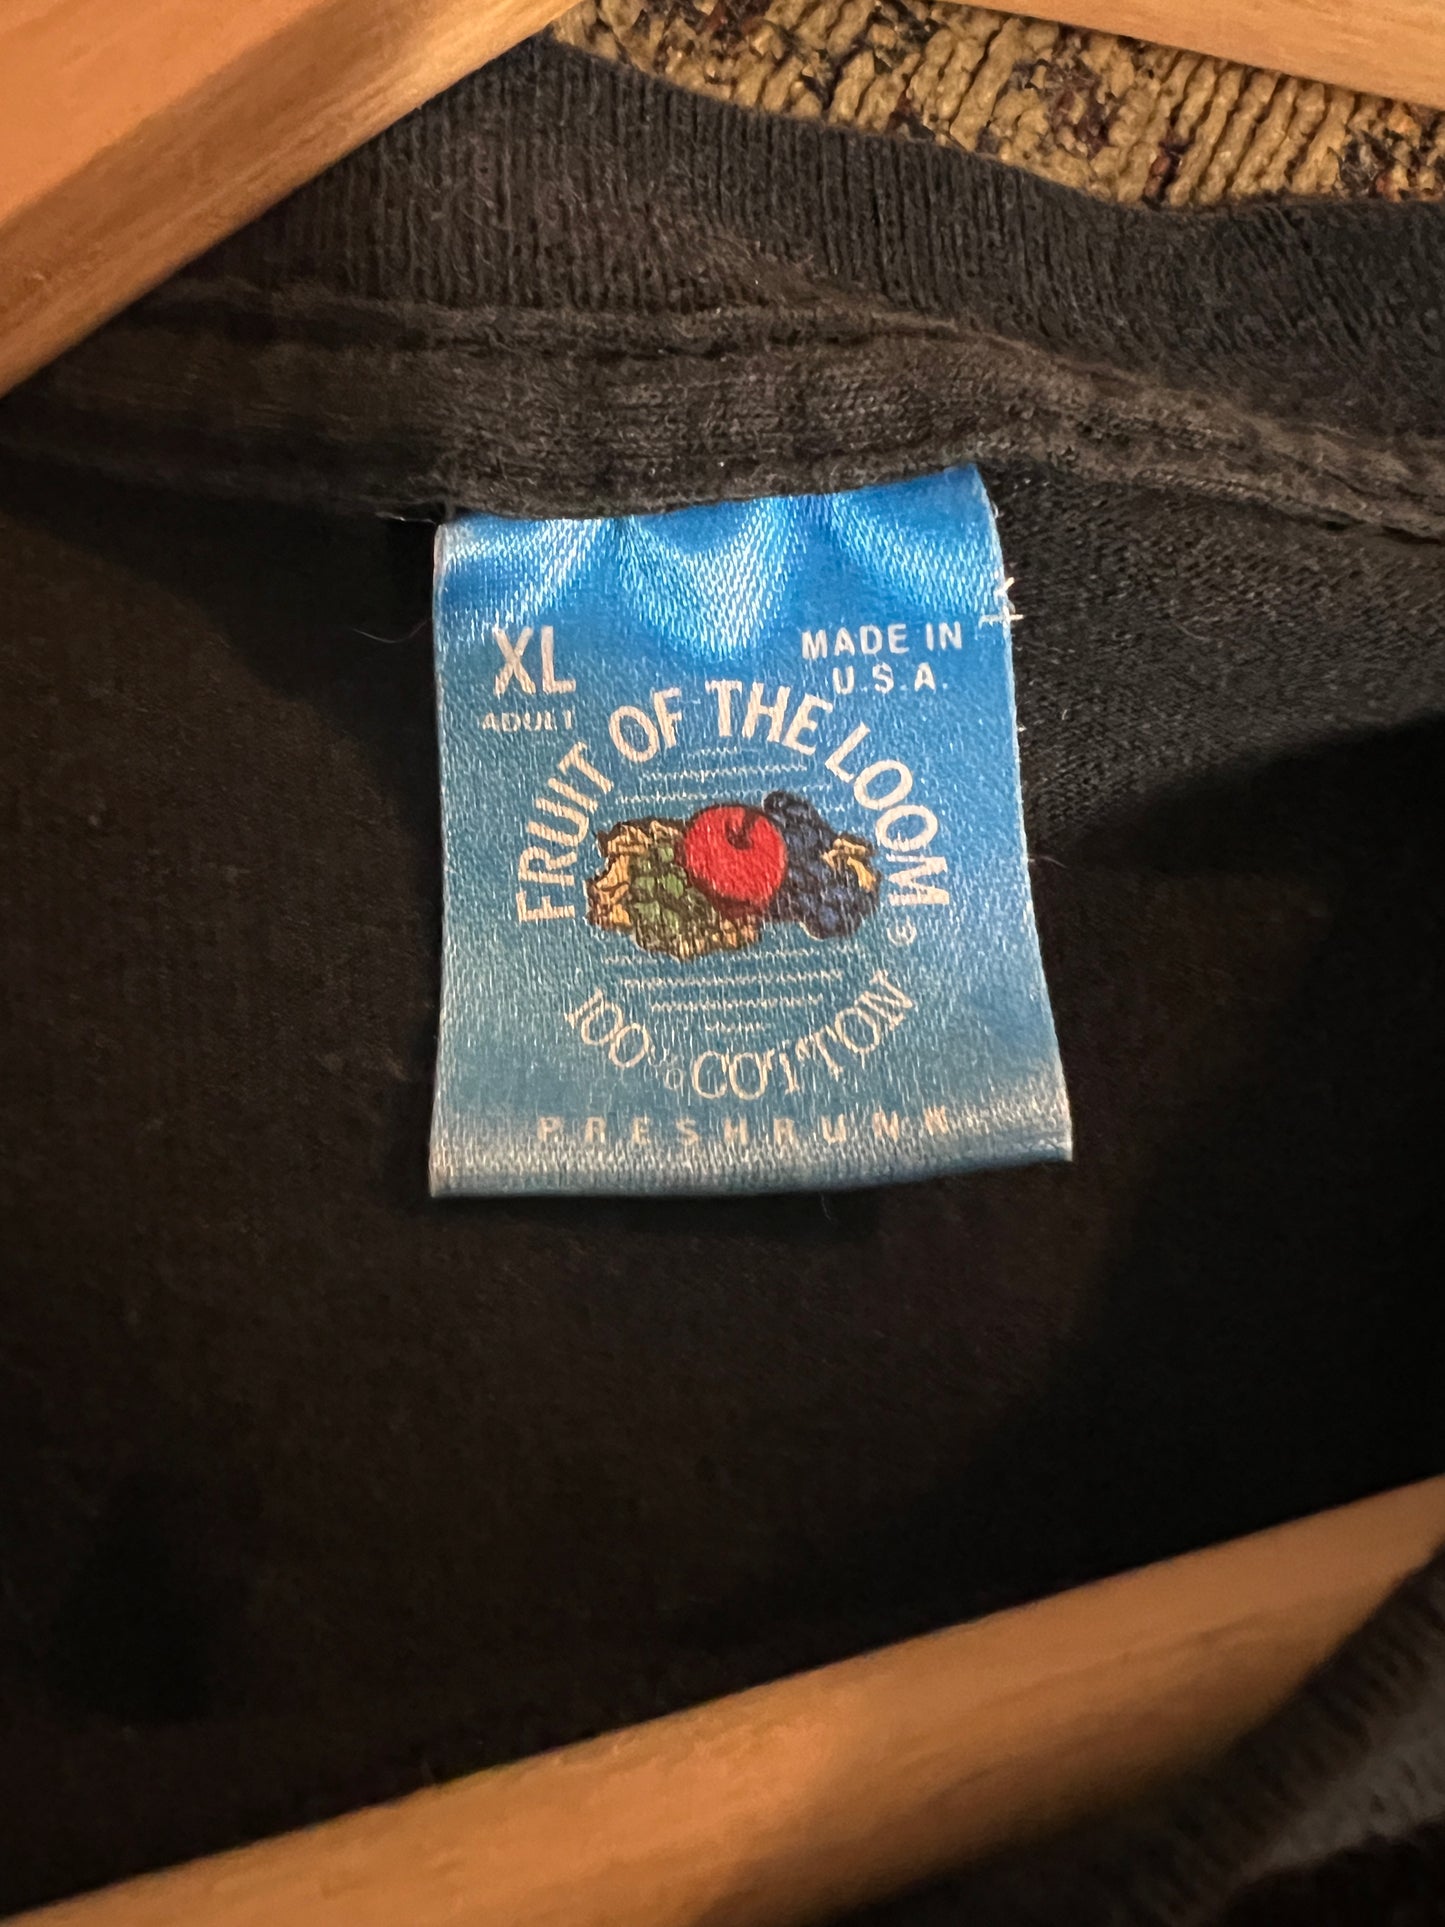 XL
ADULT
MADE IN
U.S.A.
FRUIT OF THE LOOM
®
100% COTTON
PRESHRUNK